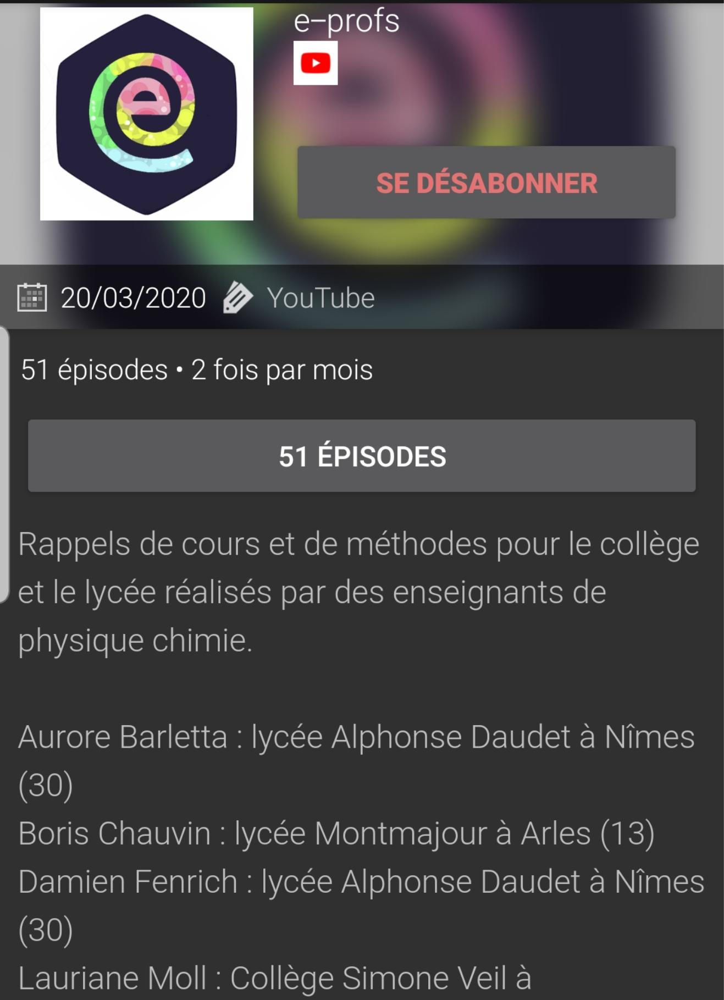 e-profs
SE DÉSABONNER
20/03/2020 YouTube
51 épisodes • 2 fois par mois
51 ÉPISODES
Rappels de cours et de méthodes pour le collège
et le lycée réalisés par des enseignants de
physique chimie.
Aurore Barletta : lycée Alphonse Daudet à Nîmes
(30)
Boris Chauvin : lycée Montmajour à Arles (13)
Damien Fenrich : lycée Alphonse Daudet à Nîmes
(30)
Lauriane Moll : Collège Simone Veil à